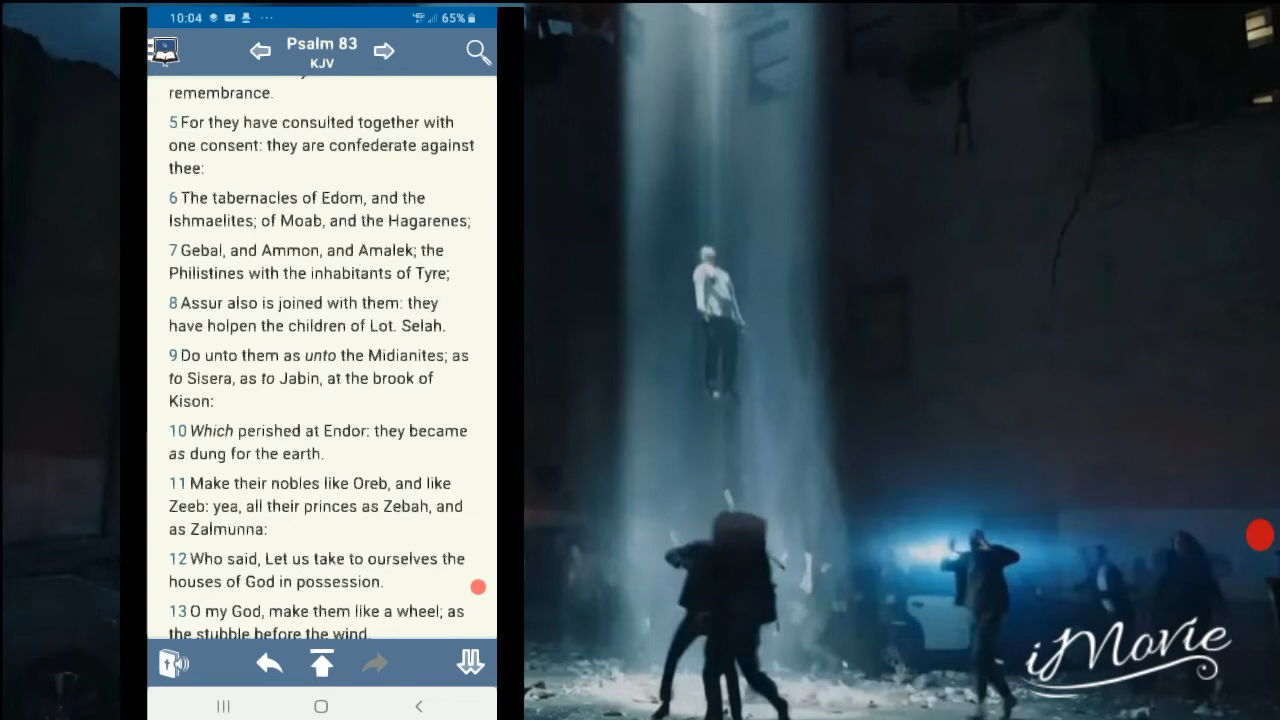 10:04 65%
Psalm 83
KJV
remembrance.
5 For they have consulted together with
one consent: they are confederate against
thee:
6 The tabernacles of Edom, and the
Ishmaelites; of Moab, and the Hagarenes;
7 Gebal, and Ammon, and Amalek; the
Philistines with the inhabitants of Tyre;
8 Assur also is joined with them: they
have holpen the children of Lot. Selah.
9 Do unto them as unto the Midianites; as
to Sisera, as to Jabin, at the brook of
Kison:
10 Which perished at Endor: they became
as dung for the earth.
11 Make their nobles like Oreb, and like
Zeeb: yea, all their princes as Zebah, and
as Zalmunna:
12 Who said, Let us take to ourselves the
houses of God in possession.
13 O my God, make them like a wheel; as
the stubble before the wind.
iMovie